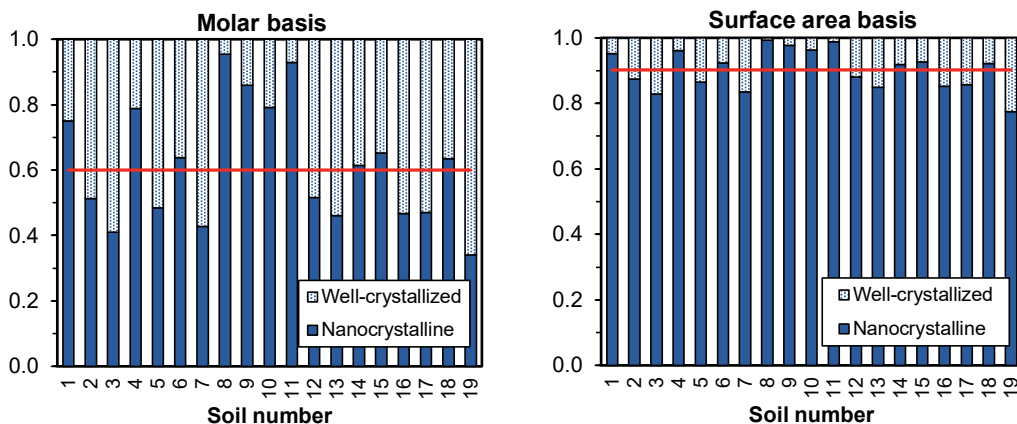 Molar basis
1.0
0.8
0.6
0.4
0.2
0.0
Well-crystallized
Nanocrystalline
1 2 3 4 5 6 7 8 9 10 11 12 13 14 15 16 17 18 19
Soil number
Surface area basis
1.0
0.8
0.6
0.4
0.2
0.0
Well-crystallized
Nanocrystalline
1 2 3 4 5 6 7 8 9 10 11 12 13 14 15 16 17 18 19
Soil number